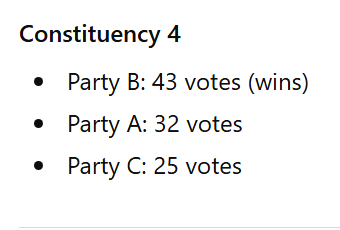 Constituency 4
Party B: 43 votes (wins)
Party A: 32 votes
Party C: 25 votes